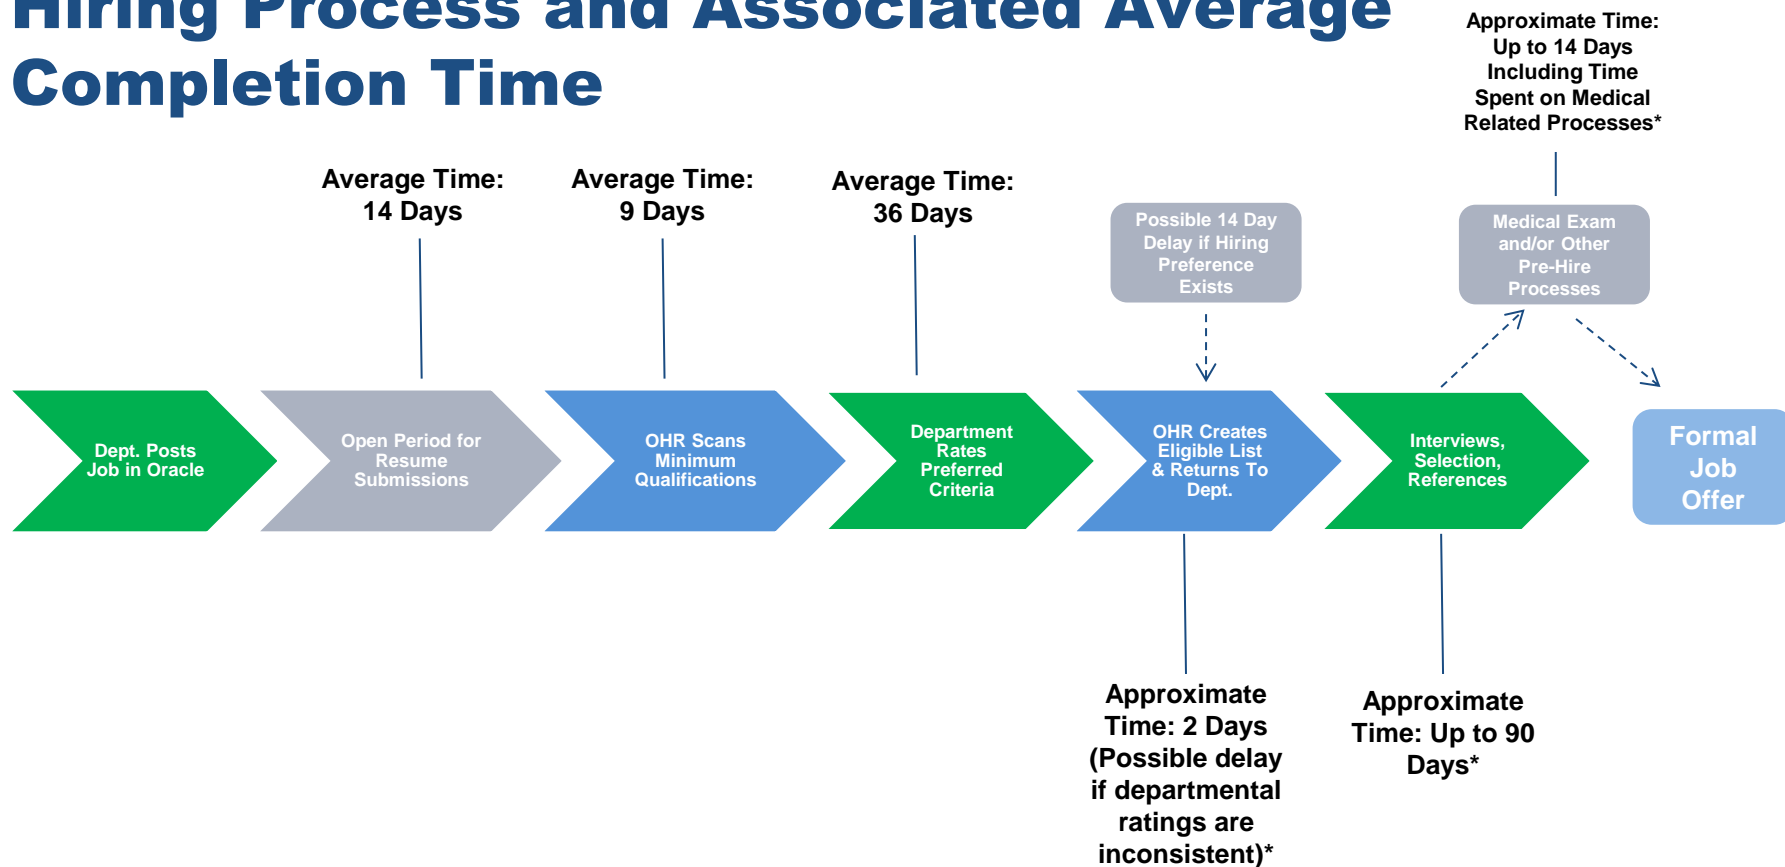 Hiring Process and Associated Average
Completion Time
Approximate Time:
Up to 14 Days
Including Time
Spent on Medical
Related Processes*
Average Time:
14 Days
Average Time:
9 Days
Average Time:
36 Days
Possible 14 Day
Delay if Hiring
Preference
Exists
Medical Exam
and/or Other
Pre-Hire
Processes
Dept. Posts
Job in Oracle
Open Period for
Resume
Submissions
OHR Scans
Minimum
Qualifications
Department
Rates
Preferred
Criteria
OHR Creates
Eligible List
& Returns To
Dept.
Interviews,
Selection,
References
Formal
Job
Offer
Approximate
Time: 2 Days
(Possible delay
if departmental
ratings are
inconsistent)*
Approximate
Time: Up to 90
Days*